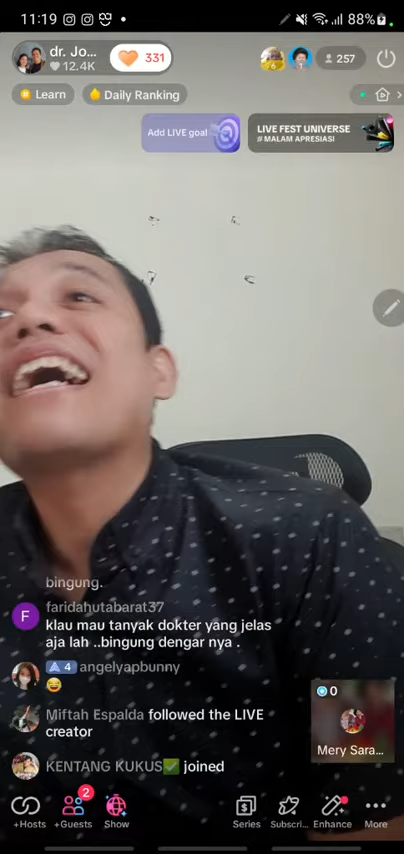 11:19
88%
dr. Jo...
12.4K
331
6
257
Learn
Daily Ranking
Add LIVE goal
LIVE FEST UNIVERSE
# MALAM APRESIASI
bingung.
F
faridahutabarat37
klau mau tanyak dokter yang jelas
aja lah ..bingung dengar nya .
4 angelyapbunny
😂
Miftah Espalda followed the LIVE
creator
KENTANG KUKUS✅ joined
0
Mery Sara...
2
+Hosts
+Guests
Show
Series
Subscri...
Enhance
More